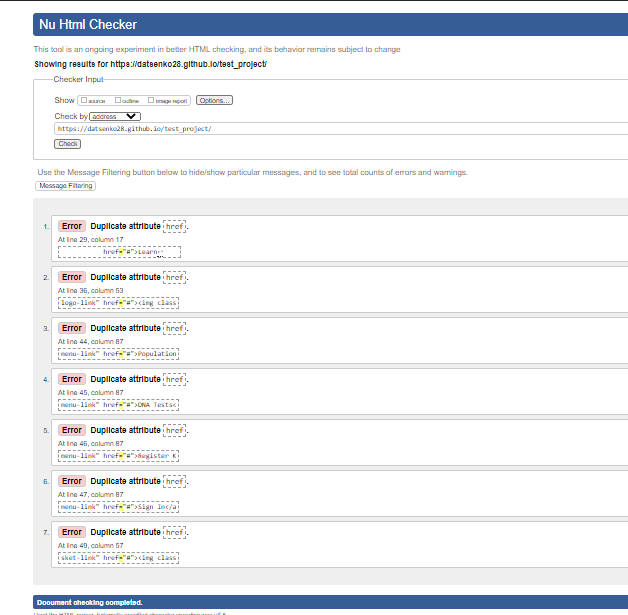 Nu Html Checker
This tool is an ongoing experiment in better HTML checking, and its behavior remains subject to change
Showing results for https://datsenko28.github.io/test_project/
Checker Input
Show source outline image report Options...
Check by address
https://datsenko28.github.io/test_project/
Check
Use the Message Filtering button below to hide/show particular messages, and to see total counts of errors and warnings.
Message Filtering
1. Error Duplicate attribute href.
At line 29, column 17
href="#">Learn
2. Error Duplicate attribute href.
At line 36, column 53
logo-link" href="#"><img class
3. Error Duplicate attribute href.
At line 44, column 87
menu-link" href="#">Population
4. Error Duplicate attribute href.
At line 45, column 87
menu-link" href="#">DNA Tests<
5. Error Duplicate attribute href.
At line 46, column 87
menu-link" href="#">Register K
6. Error Duplicate attribute href.
At line 47, column 87
menu-link" href="#">Sign In</a
7. Error Duplicate attribute href.
At line 49, column 57
sket-link" href="#"><img class
Document checking completed.